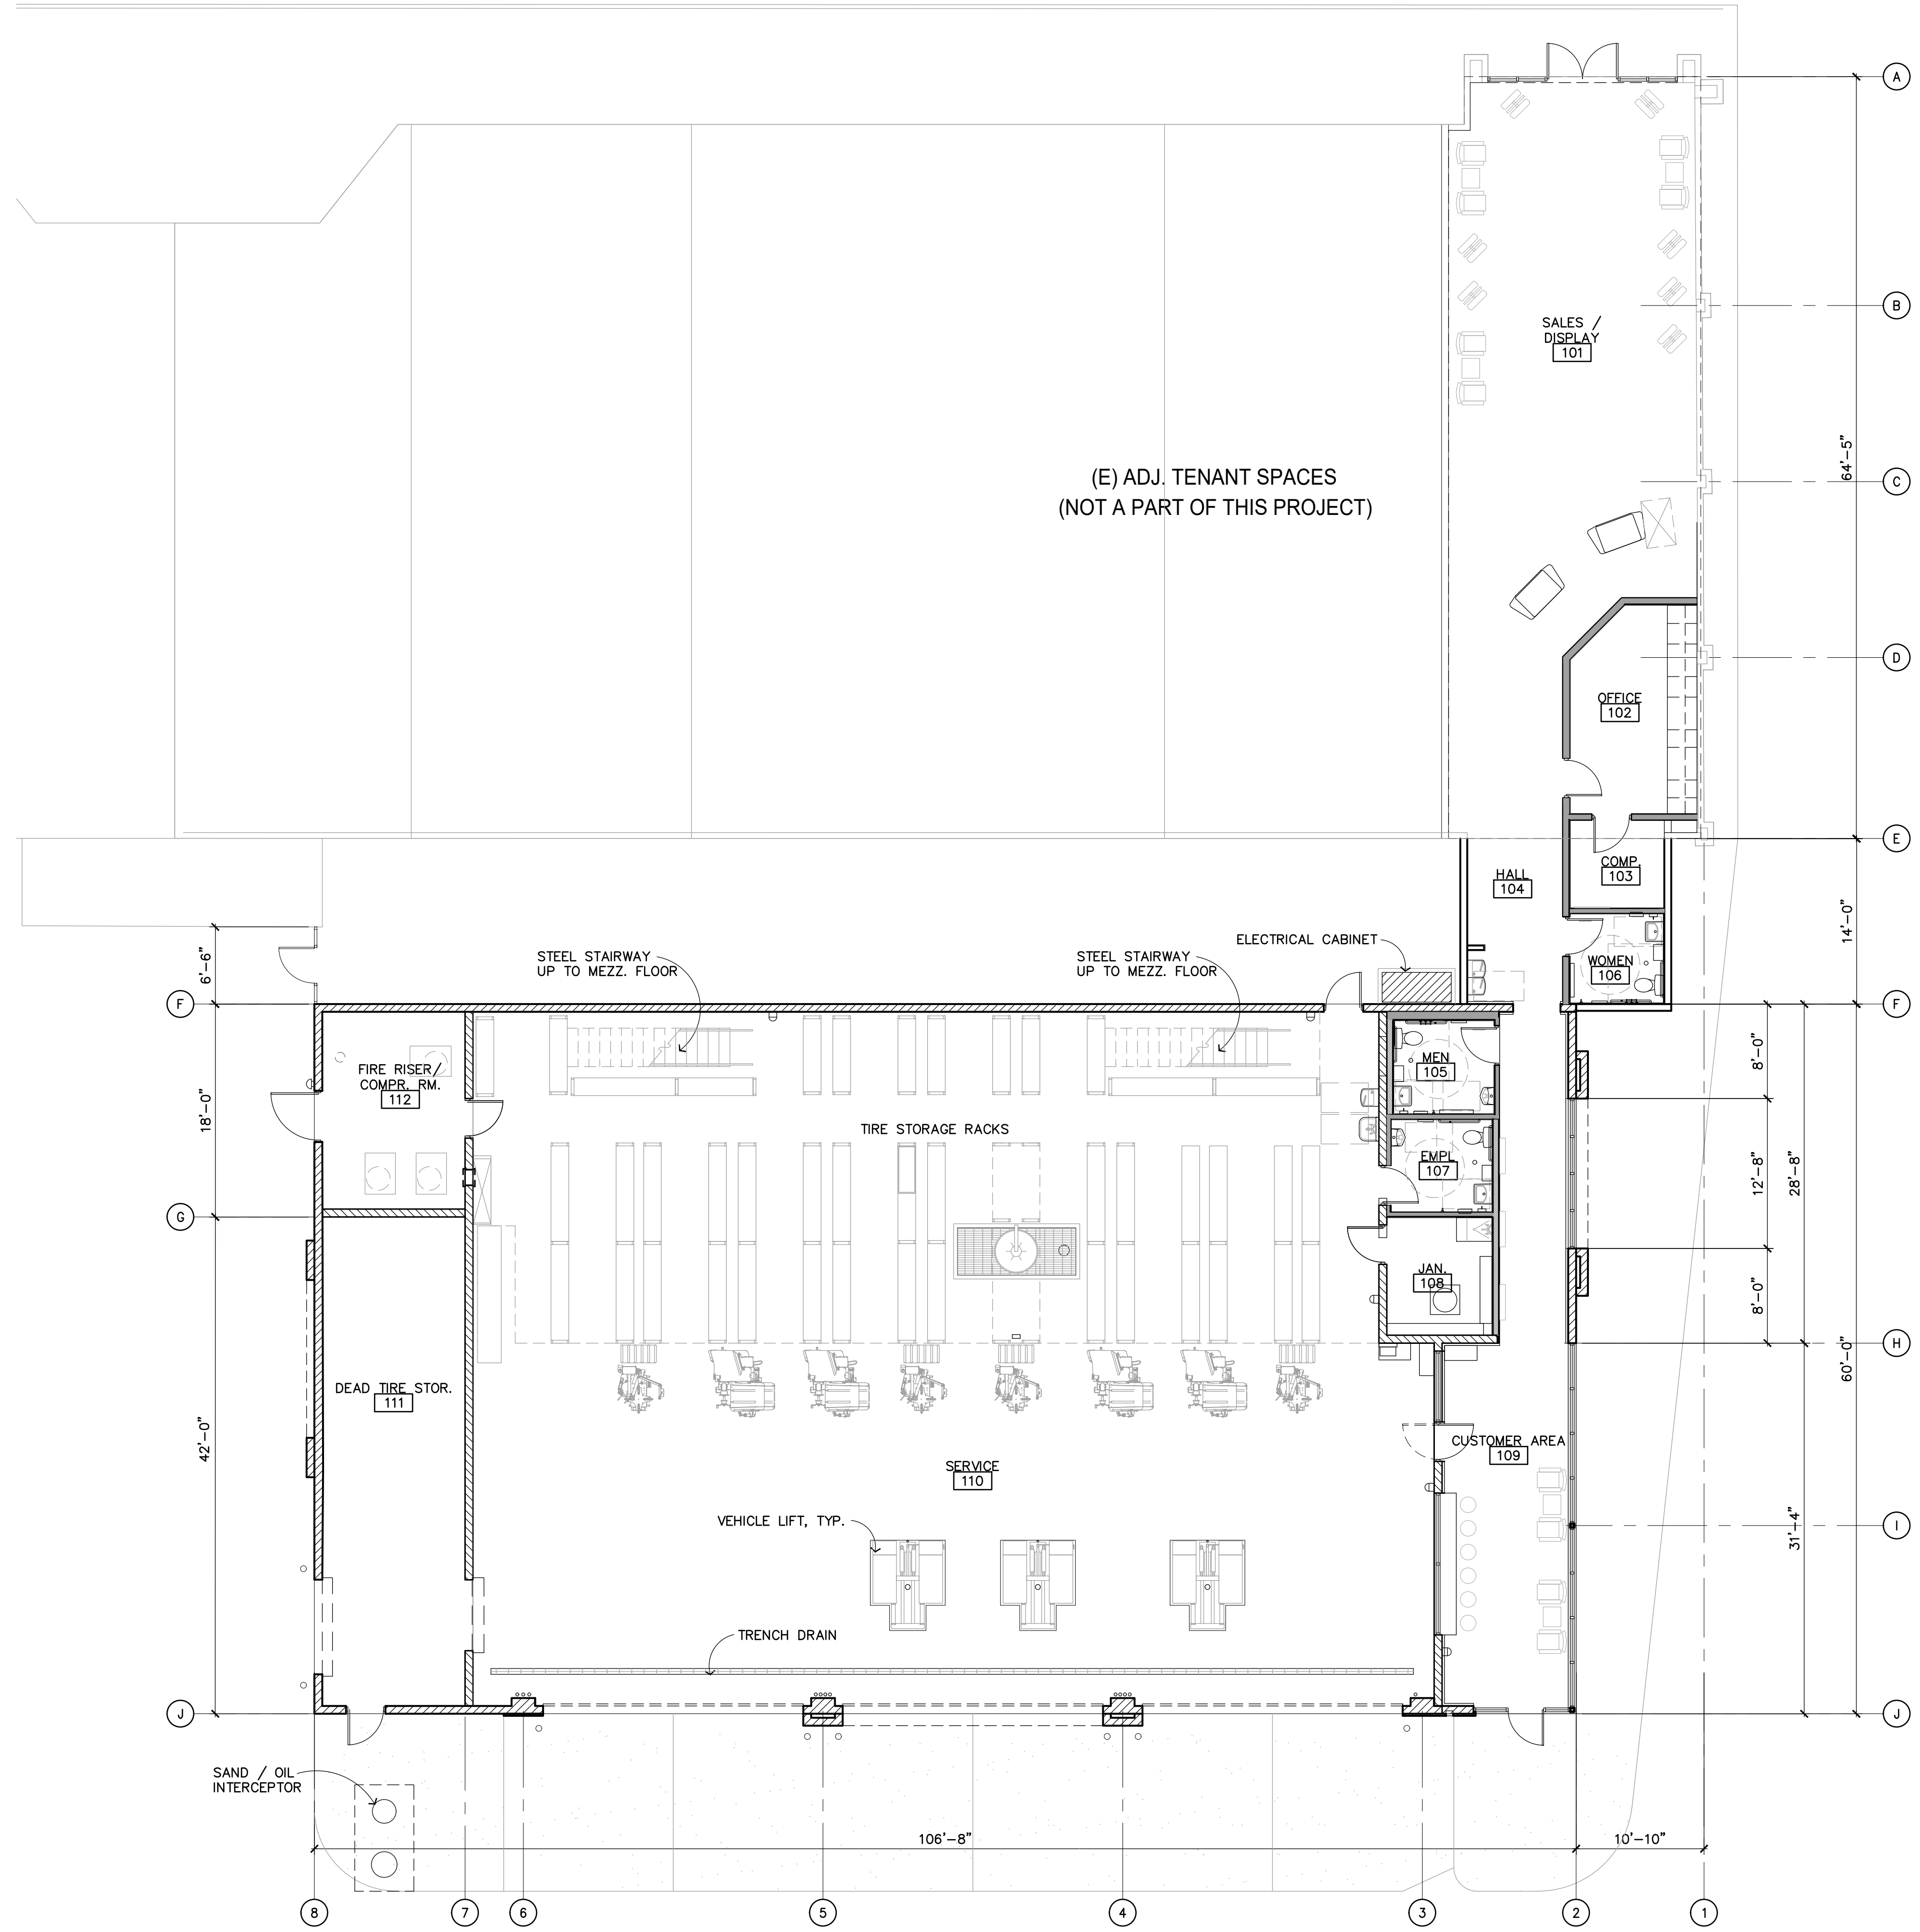 A
B
SALES /
DISPLAY
101
64'-5"
(E) ADJ. TENANT SPACES
(NOT A PART OF THIS PROJECT)
C
D
OFFICE
102
E
COMP.
103
HALL
104
14'-0"
ELECTRICAL CABINET
STEEL STAIRWAY
UP TO MEZZ. FLOOR
STEEL STAIRWAY
UP TO MEZZ. FLOOR
WOMEN
106
6'-6"
F
F
FIRE RISER/
COMPR. RM.
112
MEN
105
8'-0"
18'-0"
TIRE STORAGE RACKS
EMPL
107
12'-8"
28'-8"
G
JAN.
108
8'-0"
H
60'-0"
DEAD TIRE STOR.
111
42'-0"
CUSTOMER AREA
109
SERVICE
110
VEHICLE LIFT, TYP.
I
31'-4"
TRENCH DRAIN
J
J
SAND / OIL
INTERCEPTOR
106'-8"
10'-10"
8
7
6
5
4
3
2
1